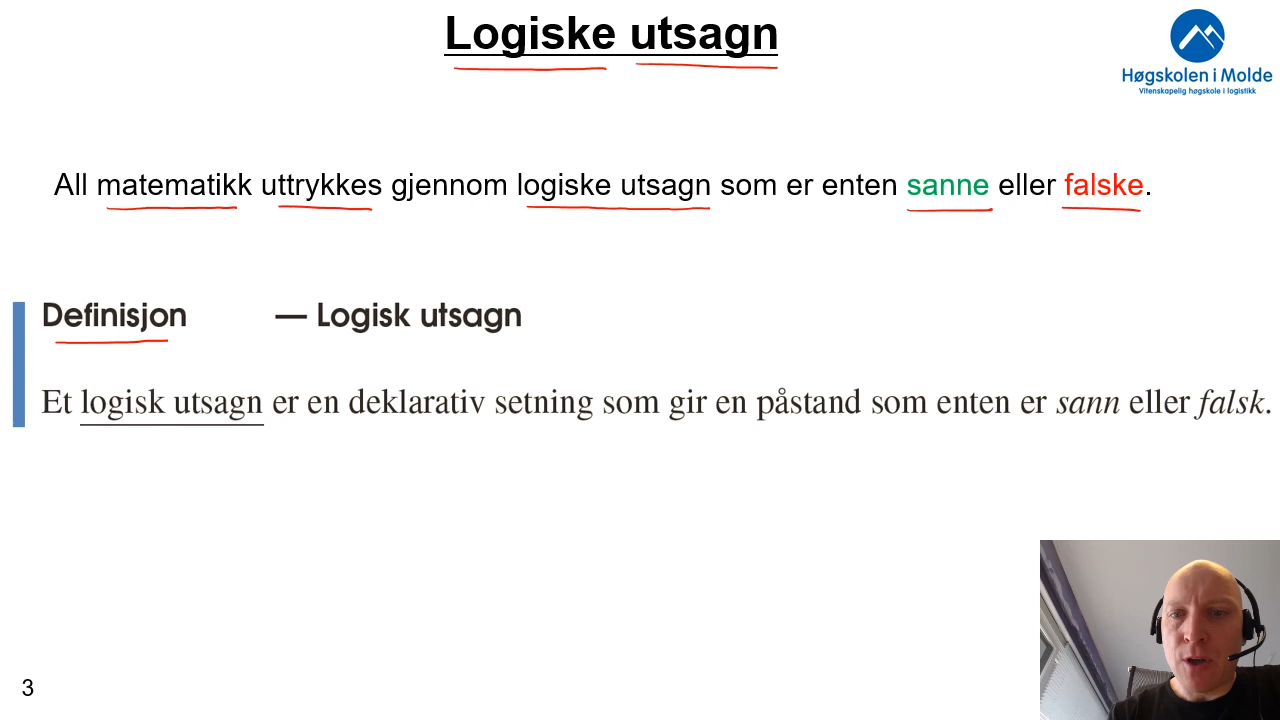 Logiske utsagn
Høgskolen i Molde
Vitenskapelig høgskole i logistikk
All matematikk uttrykkes gjennom logiske utsagn som er enten sanne eller falske.
Definisjon — Logisk utsagn
Et logisk utsagn er en deklarativ setning som gir en påstand som enten er sann eller falsk.
3